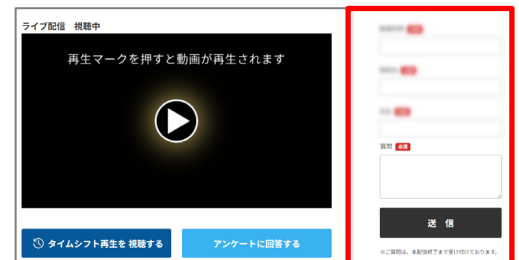 ライブ配信 視聴中
再生マークを押すと動画が再生されます
タイムシフト再生を 視聴する
アンケートに回答する
質問 必須
送 信
※ご質問は、本配信終了まで受け付けております。